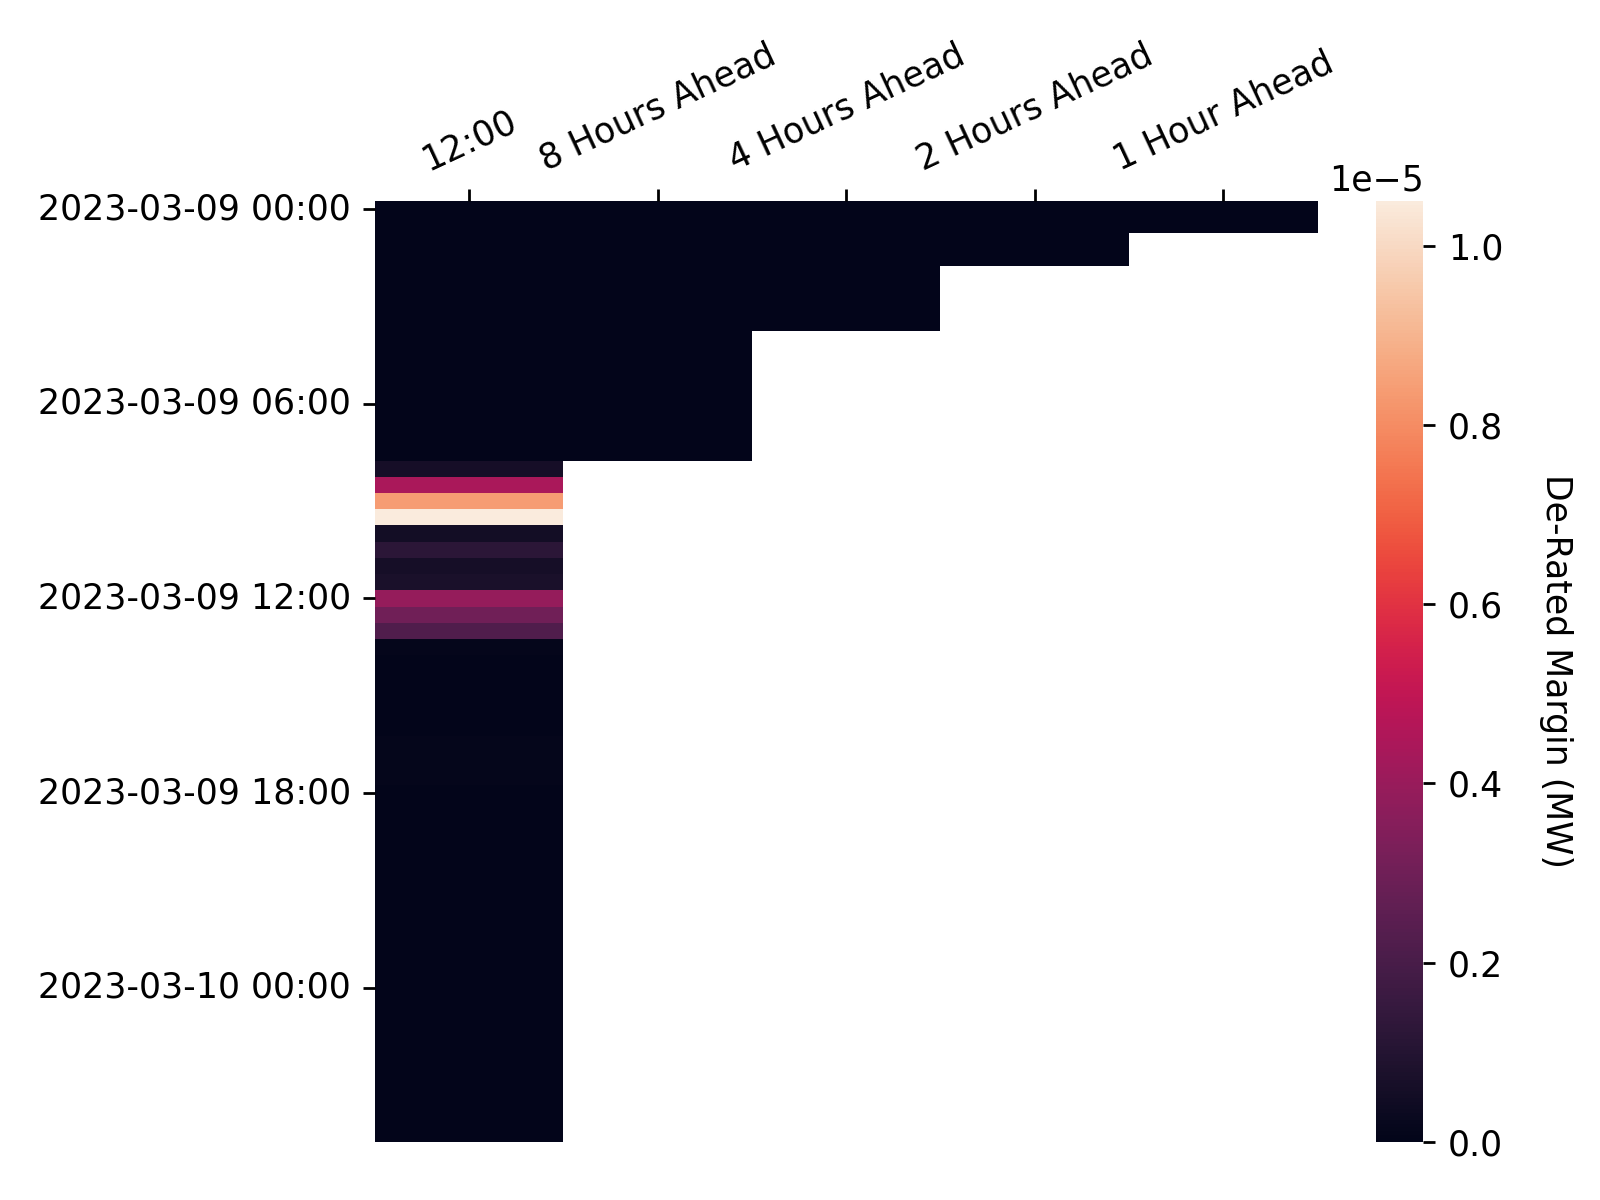 12:00
8 Hours Ahead
4 Hours Ahead
2 Hours Ahead
1 Hour Ahead
2023-03-09 00:00
2023-03-09 06:00
2023-03-09 12:00
2023-03-09 18:00
2023-03-10 00:00
1e−5
1.0
0.8
0.6
0.4
0.2
0.0
De-Rated Margin (MW)